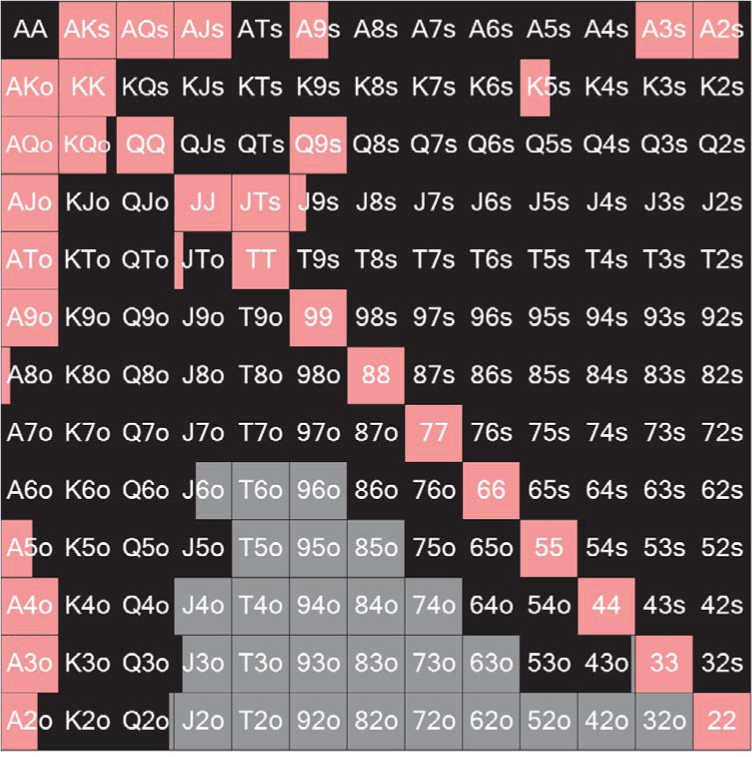 AA AKs AQs AJs ATs A9s A8s A7s A6s A5s A4s A3s A2s
AKo KK KQs KJs KTs K9s K8s K7s K6s K5s K4s K3s K2s
AQo KQo QQ QJs QTs Q9s Q8s Q7s Q6s Q5s Q4s Q3s Q2s
AJo KJo QJo JJ JTs J9s J8s J7s J6s J5s J4s J3s J2s
ATo KTo QTo JTo TT T9s T8s T7s T6s T5s T4s T3s T2s
A9o K9o Q9o J9o T9o 99 98s 97s 96s 95s 94s 93s 92s
A8o K8o Q8o J8o T8o 98o 88 87s 86s 85s 84s 83s 82s
A7o K7o Q7o J7o T7o 97o 87o 77 76s 75s 74s 73s 72s
A6o K6o Q6o J6o T6o 96o 86o 76o 66 65s 64s 63s 62s
A5o K5o Q5o J5o T5o 95o 85o 75o 65o 55 54s 53s 52s
A4o K4o Q4o J4o T4o 94o 84o 74o 64o 54o 44 43s 42s
A3o K3o Q3o J3o T3o 93o 83o 73o 63o 53o 43o 33 32s
A2o K2o Q2o J2o T2o 92o 82o 72o 62o 52o 42o 32o 22